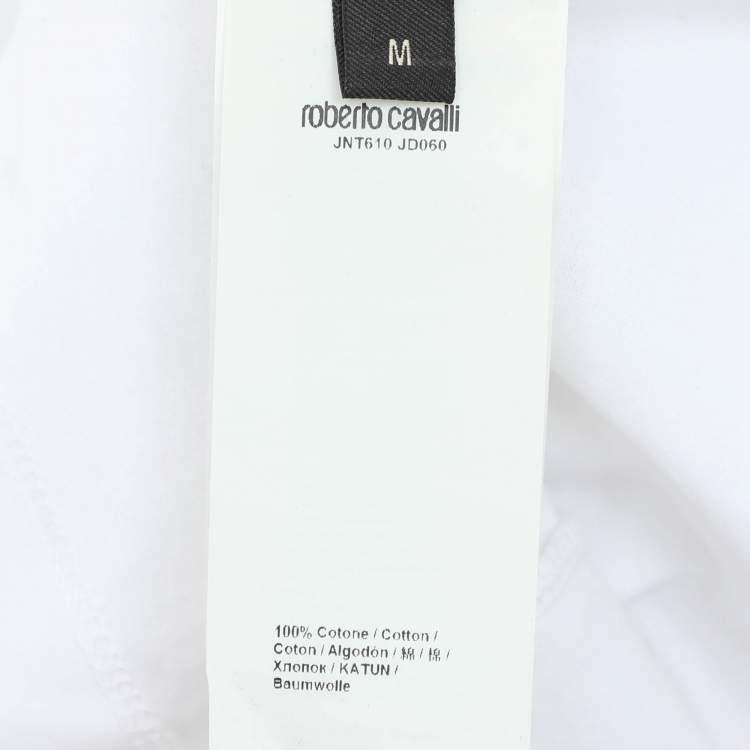 M
roberto cavalli
JNT610 JD060
100% Cotone / Cotton /
Coton / Algodón / 綿 / 棉 /
Хлопок / KATUN /
Baumwolle